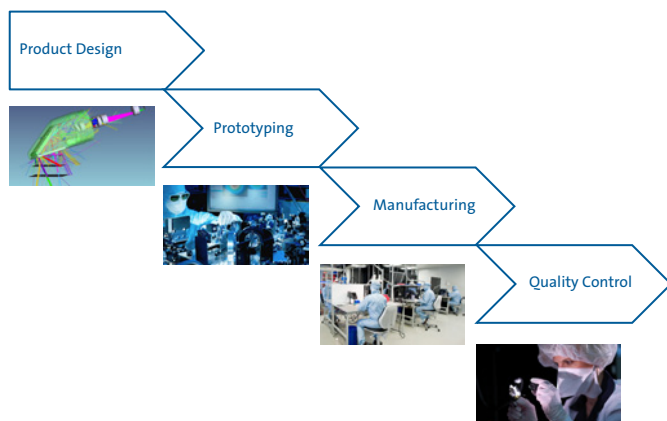 Product Design
Prototyping
Manufacturing
Quality Control